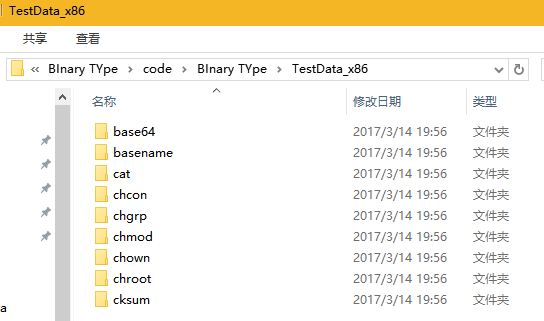 TestData_x86
共享 查看
« BInary TYpe › code › BInary TYpe › TestData_x86
名称 修改日期 类型
base64 2017/3/14 19:56 文件夹
basename 2017/3/14 19:56 文件夹
cat 2017/3/14 19:56 文件夹
chcon 2017/3/14 19:56 文件夹
chgrp 2017/3/14 19:56 文件夹
chmod 2017/3/14 19:56 文件夹
chown 2017/3/14 19:56 文件夹
chroot 2017/3/14 19:56 文件夹
cksum 2017/3/14 19:56 文件夹
a